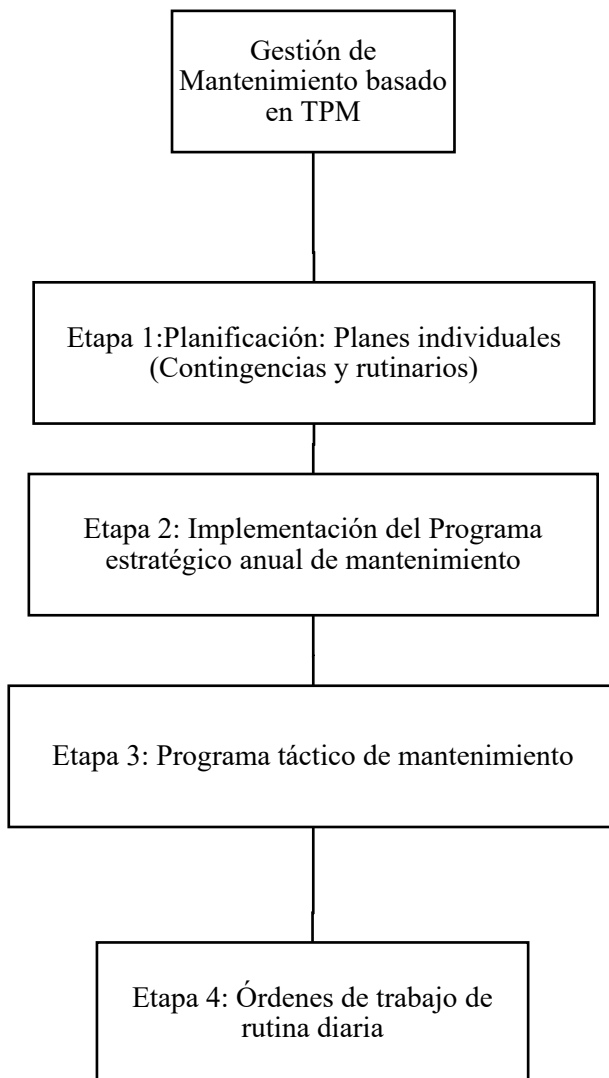 Gestión de
Mantenimiento basado
en TPM
Etapa 1:Planificación: Planes individuales
(Contingencias y rutinarios)
Etapa 2: Implementación del Programa
estratégico anual de mantenimiento
Etapa 3: Programa táctico de mantenimiento
Etapa 4: Órdenes de trabajo de
rutina diaria